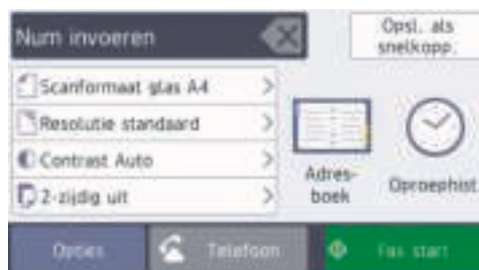 Num invoeren
Opsl. als
snelkopp.
Scanformaat glas A4
Resolutie standaard
Contrast Auto
2-zijdig uit
Adres-
boek
Oproephist.
Opties
Telefoon
Fax start